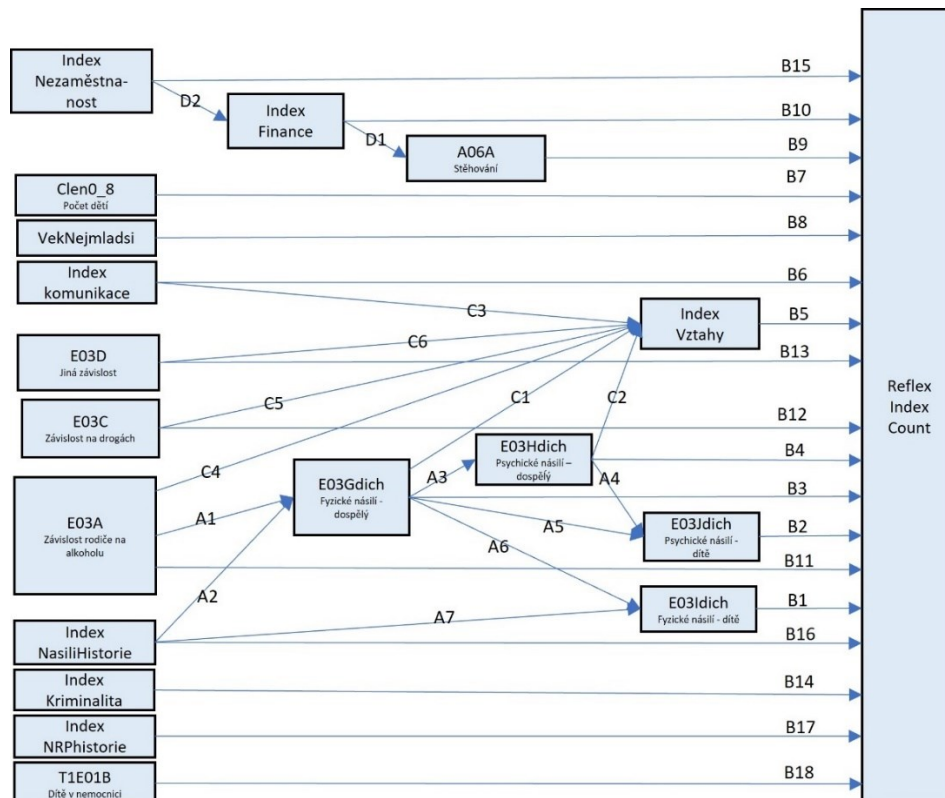 Index
Nezaměstna-
nost
B15
D2
Index
Finance
B10
D1
A06A
Stěhování
B9
Clen0_8
Počet dětí
B7
VekNejmladsi
B8
Index
komunikace
B6
C3
Index
Vztahy
B5
C6
E03D
Jiná závislost
B13
Reflex
Index
Count
C5
C1
C2
E03C
Závislost na drogách
B12
C4
E03Hdich
Psychické násilí –
dospělý
B4
E03Gdich
Fyzické násilí -
dospělý
A3
A4
B3
E03A
Závislost rodiče na
alkoholu
A1
A5
E03Jdich
Psychické násilí -
dítě
B2
A6
B11
A2
E03Idich
Fyzické násilí - dítě
B1
A7
Index
NasiliHistorie
B16
Index
Kriminalita
B14
Index
NRPhistorie
B17
T1E01B
Dítě v nemocnici
B18